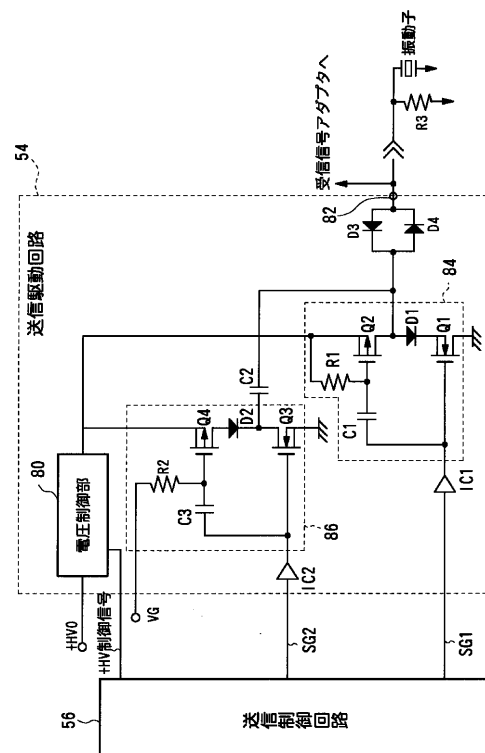 54
送信駆動回路
80
電圧制御部
+HV0
+HV制御信号
56
送信制御回路
VG
R2
C3
Q4
D2
Q3
C2
86
IC2
SG2
SG1
IC1
R1
C1
Q2
D1
Q1
84
D3
D4
82
受信信号アダプタへ
R3
振動子